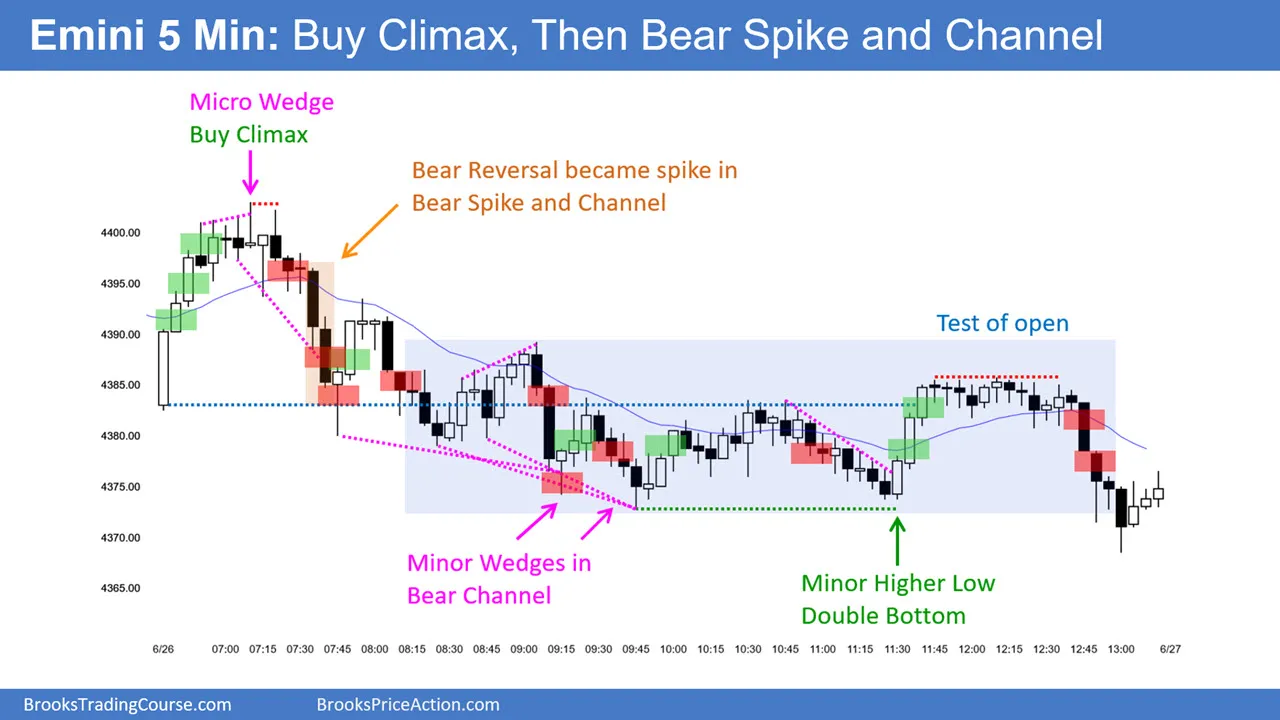 Emini 5 Min: Buy Climax, Then Bear Spike and Channel
Micro Wedge
Buy Climax
Bear Reversal became spike in
Bear Spike and Channel
Test of open
4400.00
4395.00
4390.00
4385.00
4380.00
4375.00
4370.00
4365.00
Minor Wedges in
Bear Channel
Minor Higher Low
Double Bottom
6/26 07:00 07:15 07:30 07:45 08:00 08:15 08:30 08:45 09:00 09:15 09:30 09:45 10:00 10:15 10:30 10:45 11:00 11:15 11:30 11:45 12:00 12:15 12:30 12:45 13:00 6/27
BrooksTradingCourse.com BrooksPriceAction.com